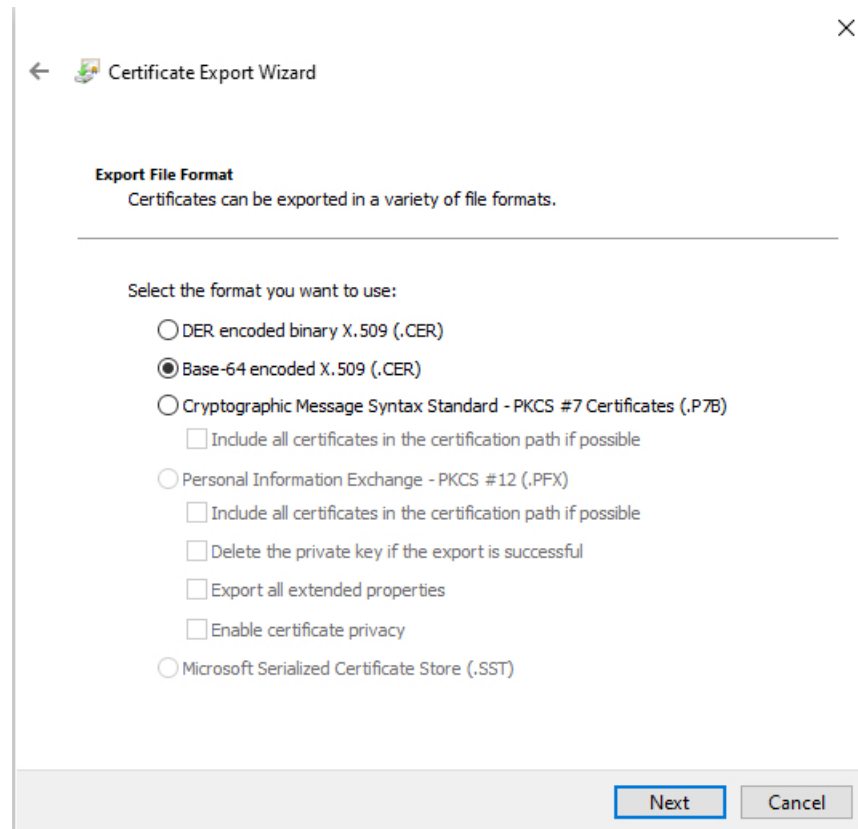 Certificate Export Wizard
Export File Format
Certificates can be exported in a variety of file formats.
Select the format you want to use:
DER encoded binary X.509 (.CER)
Base-64 encoded X.509 (.CER)
Cryptographic Message Syntax Standard - PKCS #7 Certificates (.P7B)
Include all certificates in the certification path if possible
Personal Information Exchange - PKCS #12 (.PFX)
Include all certificates in the certification path if possible
Delete the private key if the export is successful
Export all extended properties
Enable certificate privacy
Microsoft Serialized Certificate Store (.SST)
Next Cancel